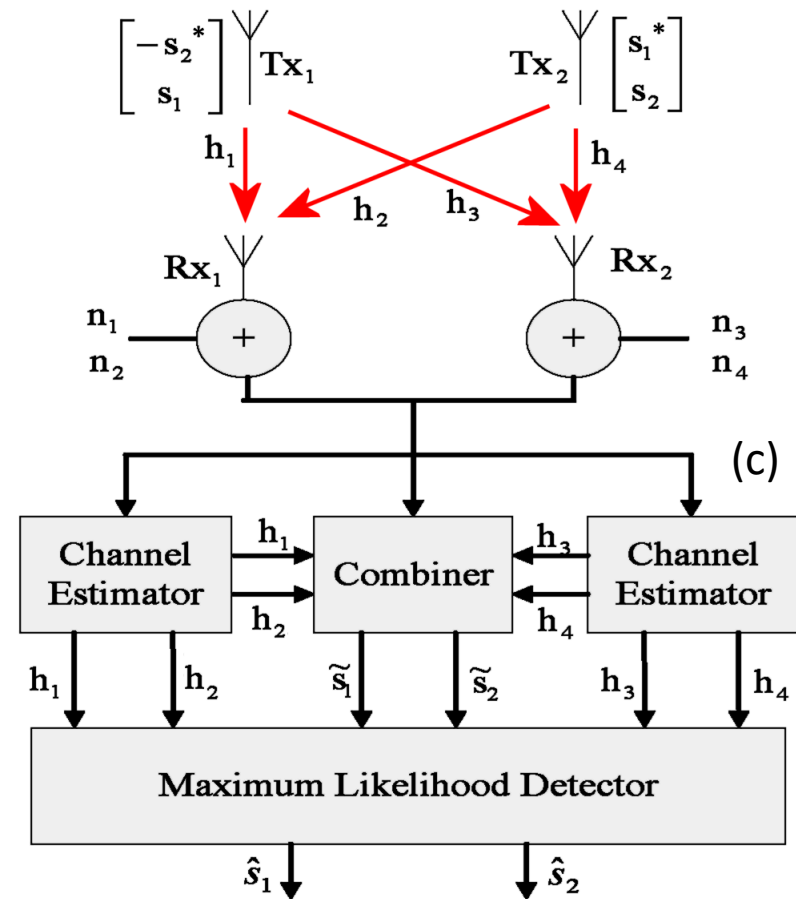 [-s₂* s₁] Tx₁ Tx₂ [s₁* s₂]
h₁ h₂ h₃ h₄
Rx₁ Rx₂
n₁ + + n₃
n₂ n₄
(c)
Channel Estimator h₁ h₂ Combiner h₃ h₄ Channel Estimator
h₁ h₂ s̃₁ s̃₂ h₃ h₄
Maximum Likelihood Detector
ŝ₁ ŝ₂